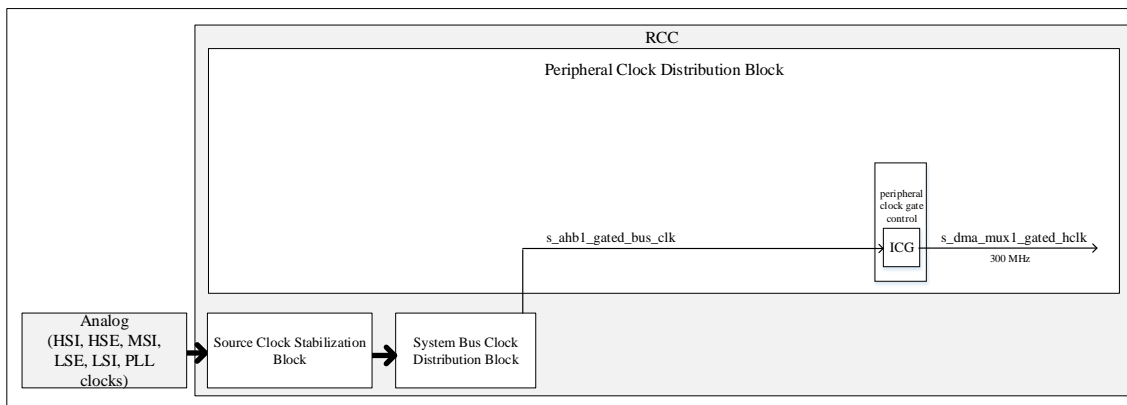 RCC
Peripheral Clock Distribution Block
peripheral
clock gate
control
s_ahb1_gated_bus_clk
ICG
s_dma_mux1_gated_hclk
300 MHz
Analog
(HSI, HSE, MSI,
LSE, LSI, PLL
clocks)
Source Clock Stabilization
Block
System Bus Clock
Distribution Block